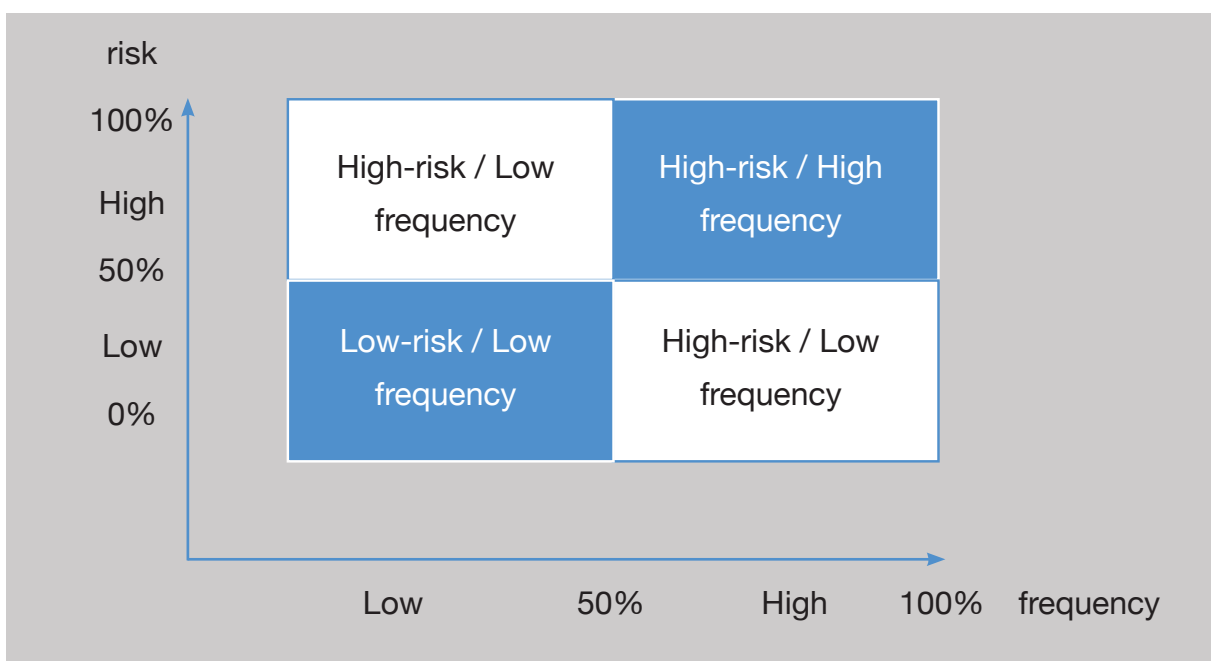 risk
100%
High-risk / Low
frequency
High-risk / High
frequency
High
50%
Low-risk / Low
frequency
High-risk / Low
frequency
Low
0%
Low 50% High 100% frequency